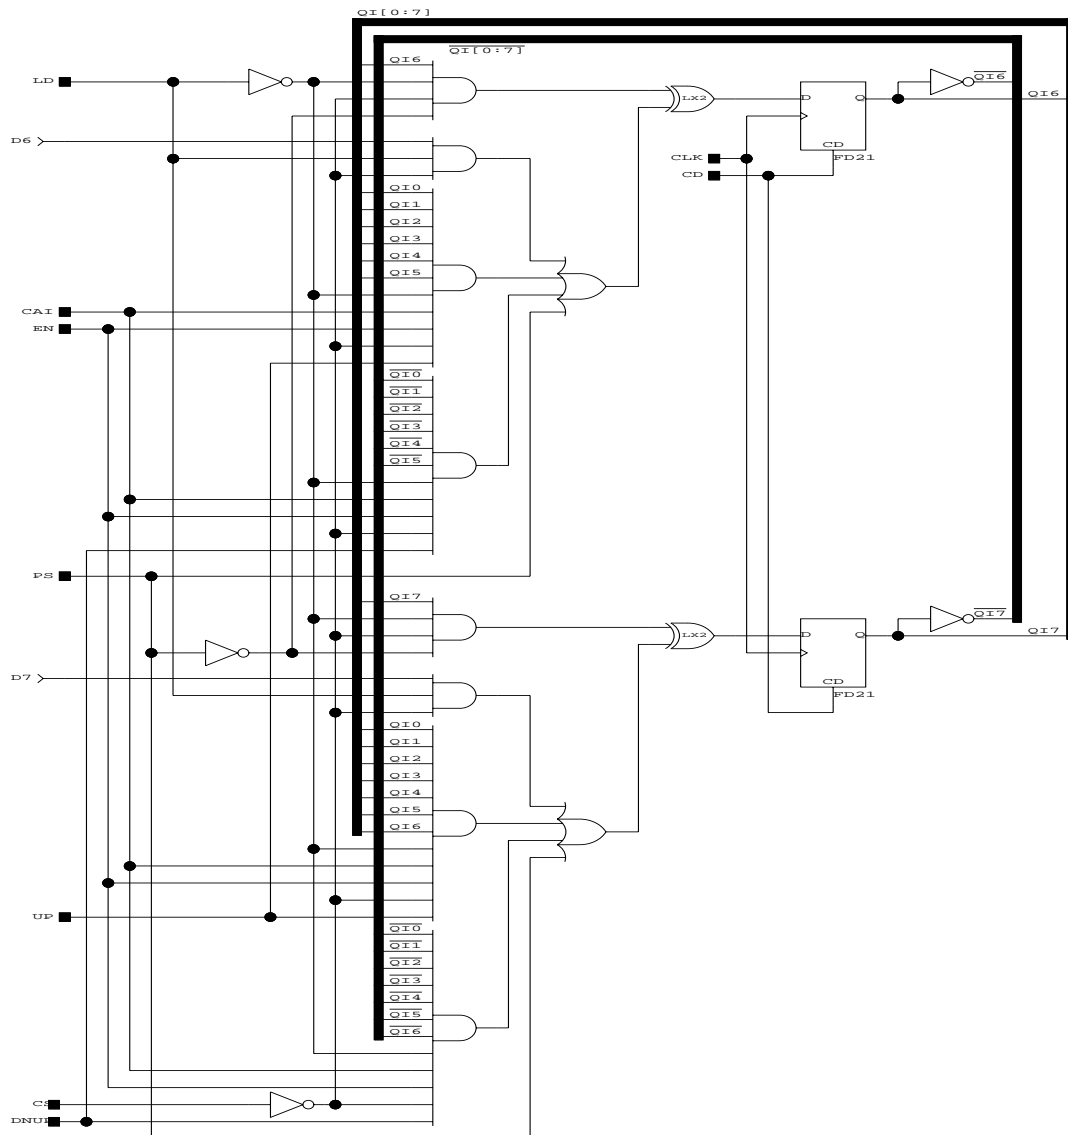 QI[0:7]
QI[0:7]
QI6
LD
QI6
QI6
LX2
D
Q
D6
CD
FD21
CLK
CD
QI0
QI1
QI2
QI3
QI4
QI5
CAI
EN
QI0
QI1
QI2
QI3
QI4
QI5
PS
QI7
QI7
QI7
LX2
D
Q
D7
CD
FD21
QI0
QI1
QI2
QI3
QI4
QI5
QI6
UP
QI0
QI1
QI2
QI3
QI4
QI5
QI6
CS